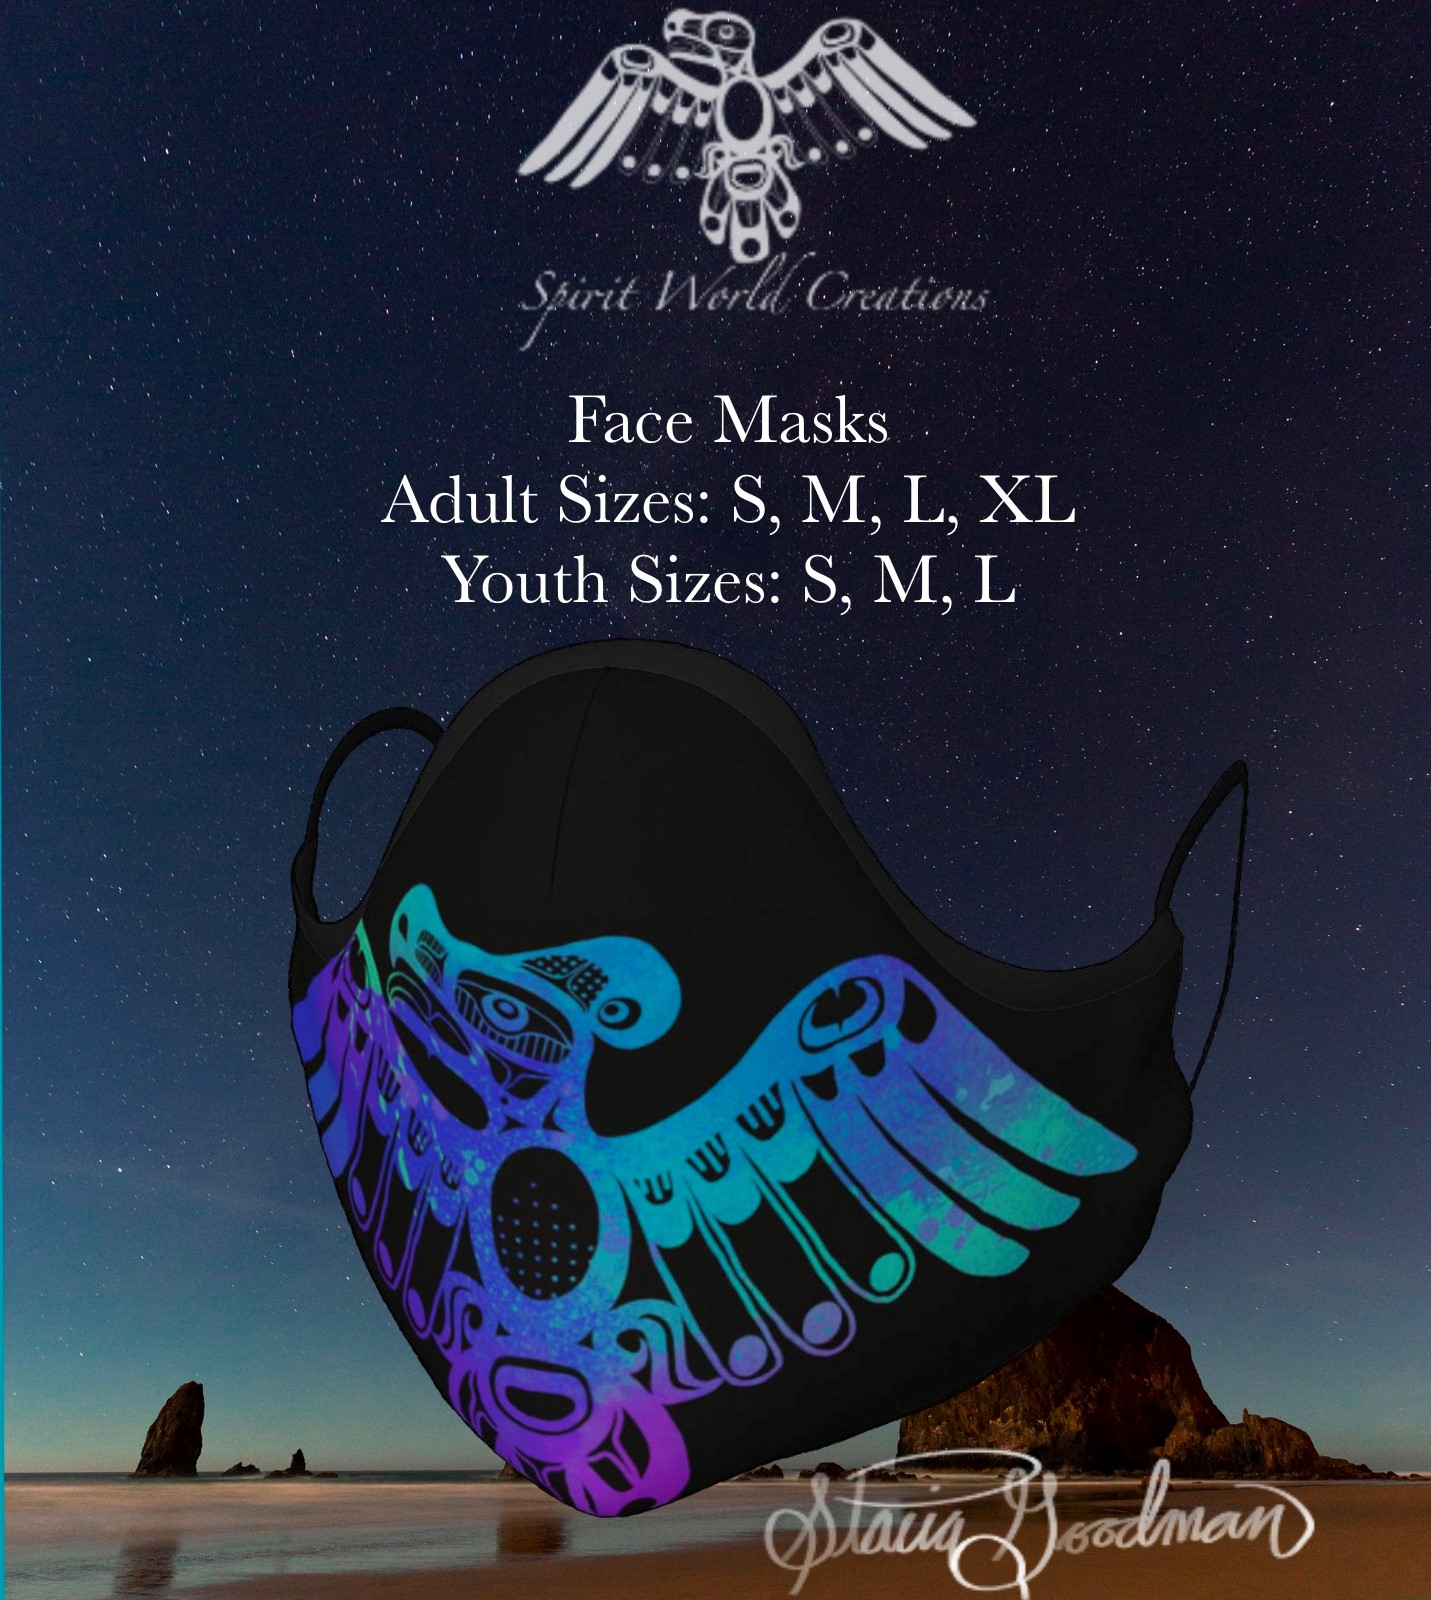 Spirit World Creations
Face Masks
Adult Sizes: S, M, L, XL
Youth Sizes: S, M, L
Stacia Goodman